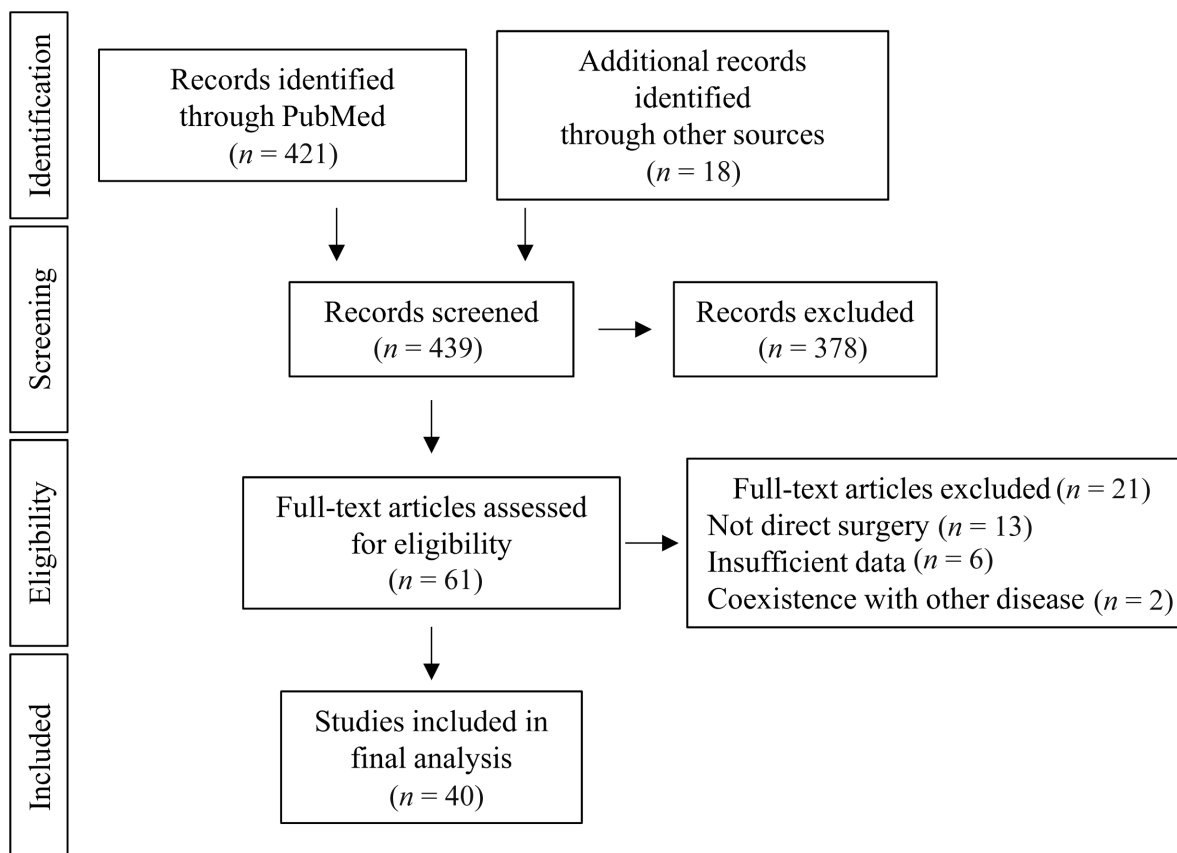 Identification
Records identified
through PubMed
(n = 421)
Additional records
identified
through other sources
(n = 18)
Screening
Records screened
(n = 439)
Records excluded
(n = 378)
Eligibility
Full-text articles assessed
for eligibility
(n = 61)
Full-text articles excluded (n = 21)
Not direct surgery (n = 13)
Insufficient data (n = 6)
Coexistence with other disease (n = 2)
Included
Studies included in
final analysis
(n = 40)